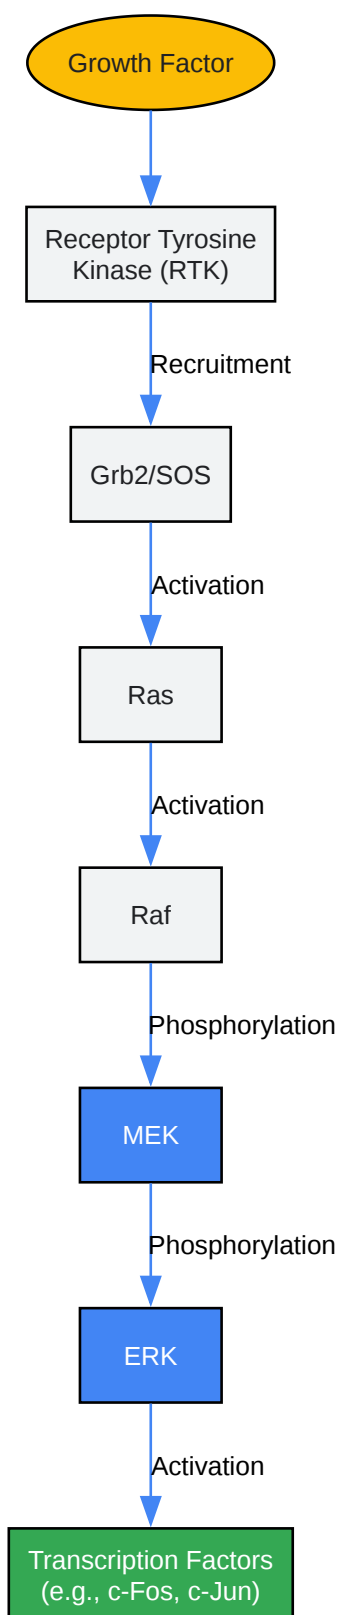 Growth Factor
Receptor Tyrosine
Kinase (RTK)
Recruitment
Grb2/SOS
Activation
Ras
Activation
Raf
Phosphorylation
MEK
Phosphorylation
ERK
Activation
Transcription Factors
(e.g., c-Fos, c-Jun)